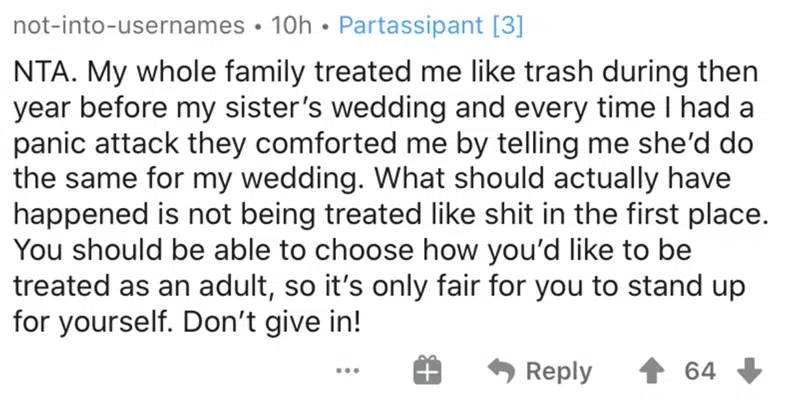 not-into-usernames • 10h • Partassipant [3]
NTA. My whole family treated me like trash during then
year before my sister's wedding and every time I had a
panic attack they comforted me by telling me she'd do
the same for my wedding. What should actually have
happened is not being treated like shit in the first place.
You should be able to choose how you'd like to be
treated as an adult, so it's only fair for you to stand up
for yourself. Don't give in!
... Reply 64